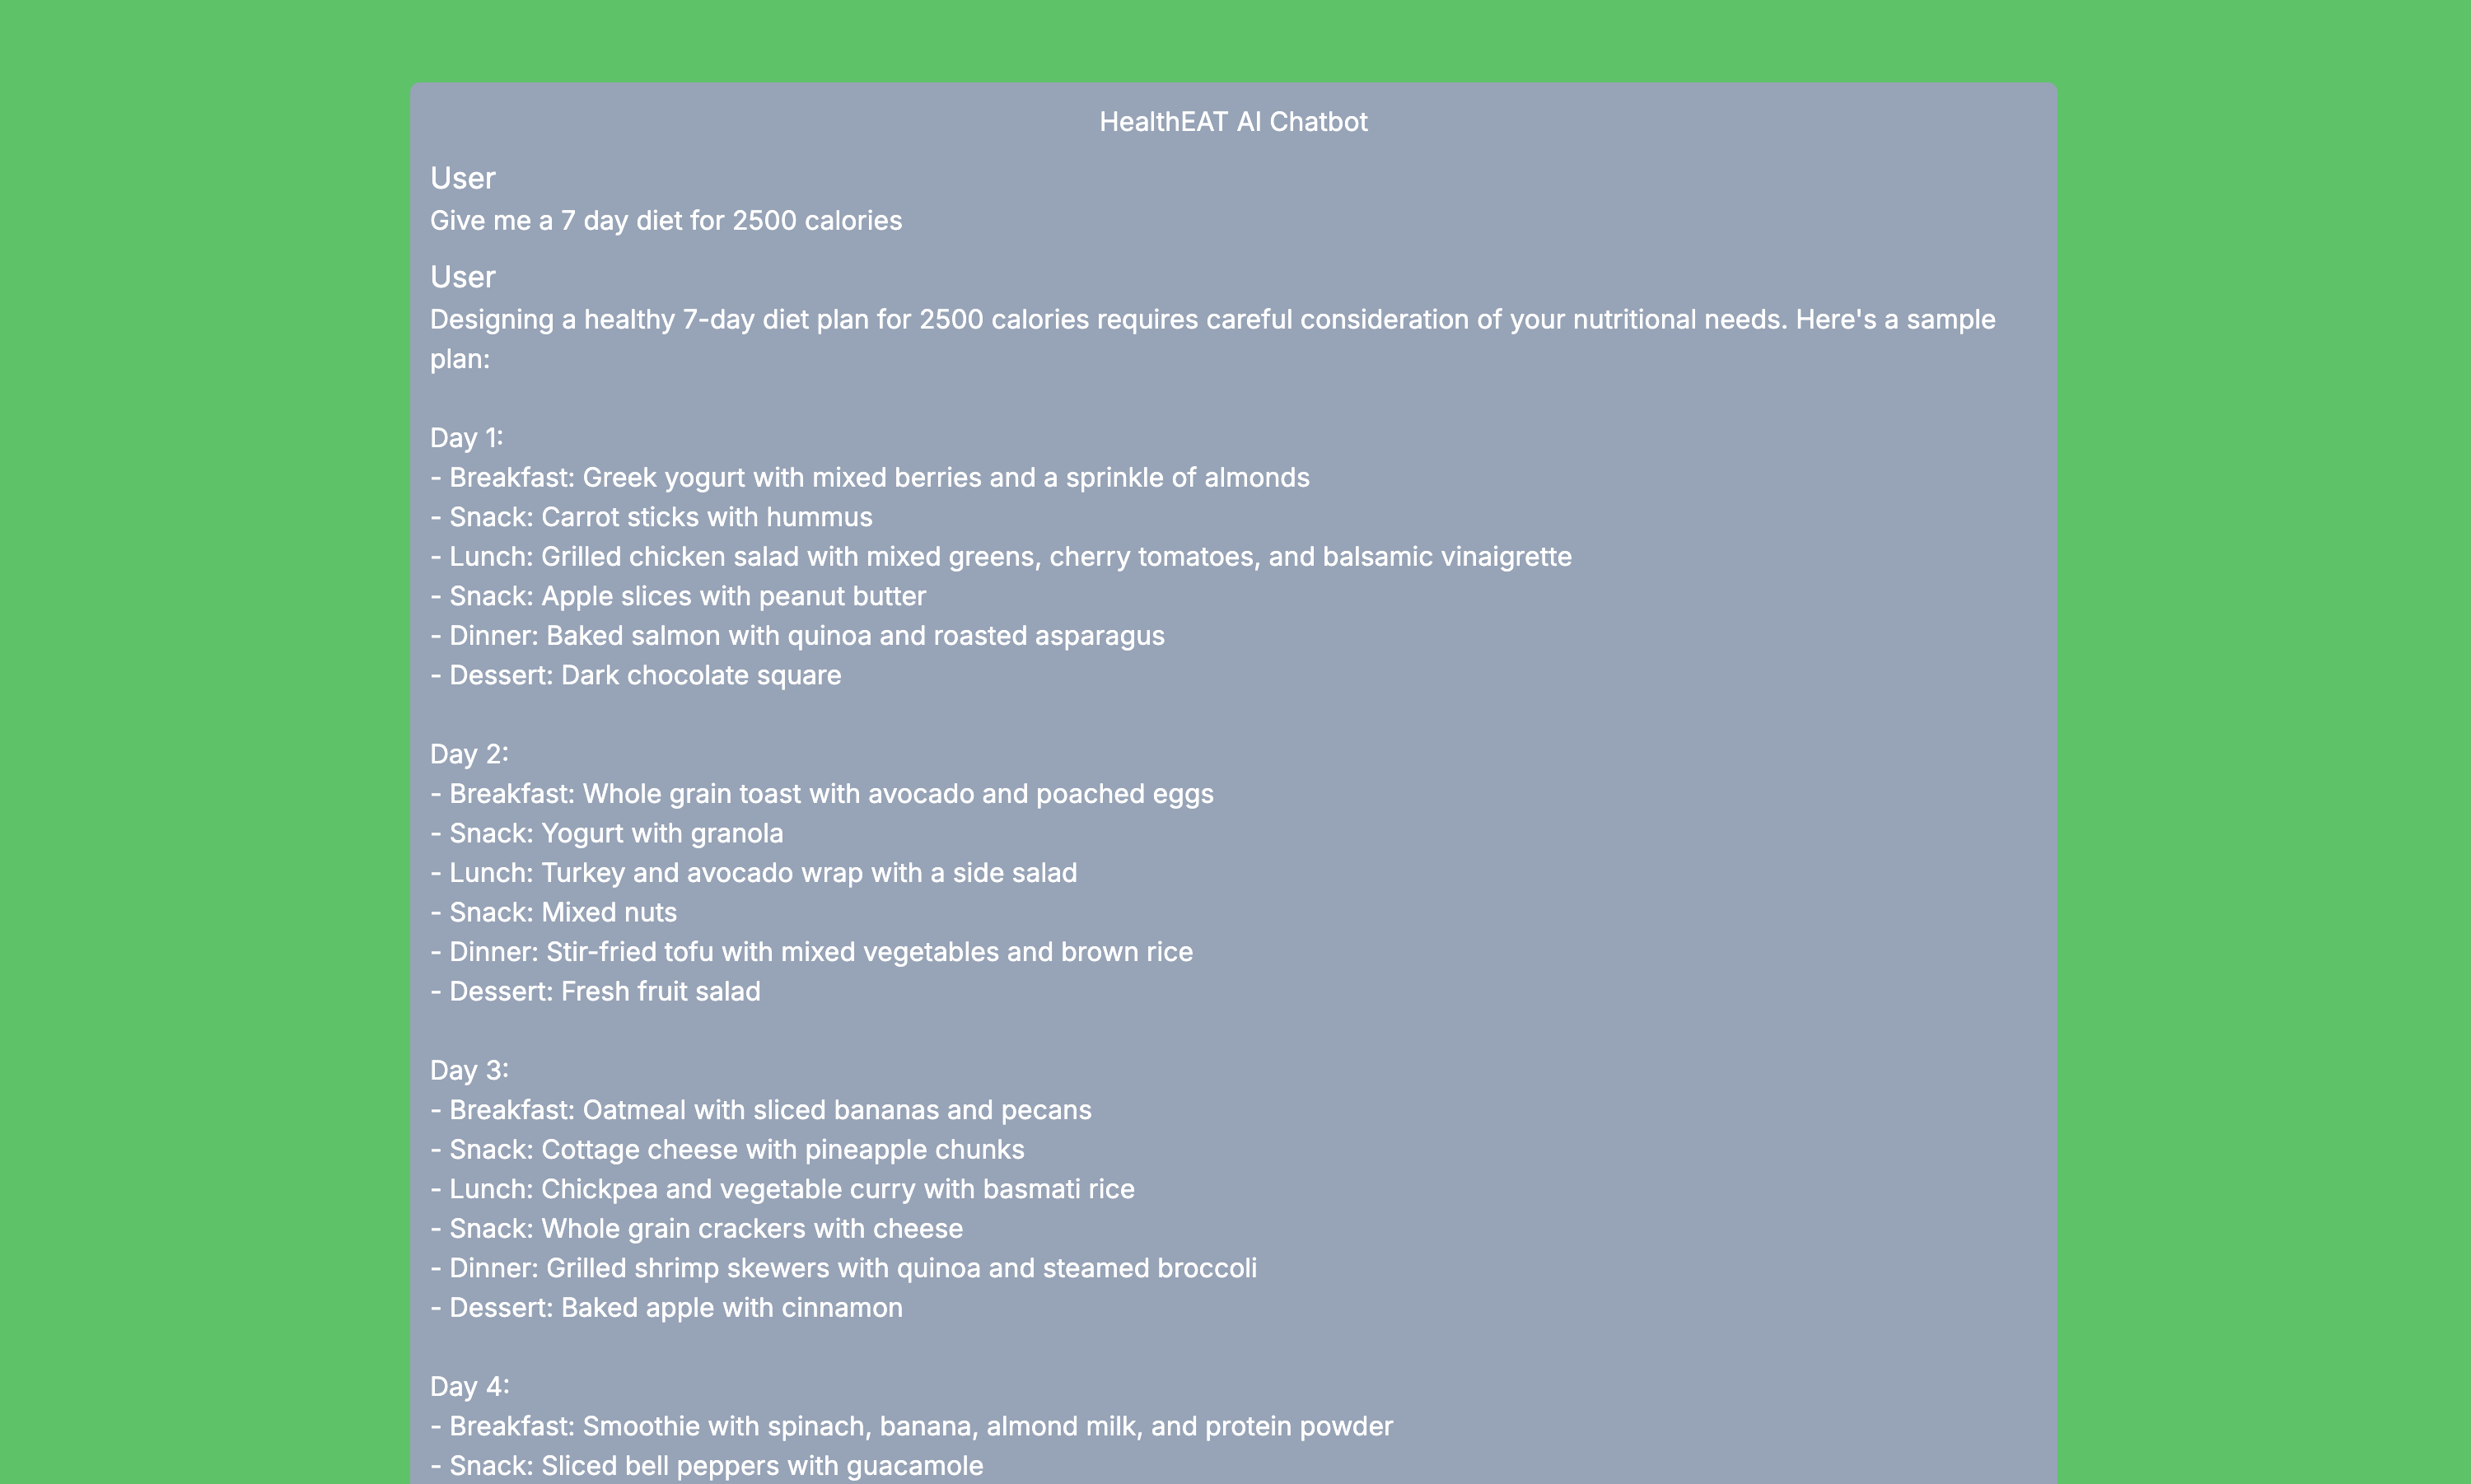 HealthEAT AI Chatbot
User
Give me a 7 day diet for 2500 calories
User
Designing a healthy 7-day diet plan for 2500 calories requires careful consideration of your nutritional needs. Here's a sample
plan:
Day 1:
- Breakfast: Greek yogurt with mixed berries and a sprinkle of almonds
- Snack: Carrot sticks with hummus
- Lunch: Grilled chicken salad with mixed greens, cherry tomatoes, and balsamic vinaigrette
- Snack: Apple slices with peanut butter
- Dinner: Baked salmon with quinoa and roasted asparagus
- Dessert: Dark chocolate square
Day 2:
- Breakfast: Whole grain toast with avocado and poached eggs
- Snack: Yogurt with granola
- Lunch: Turkey and avocado wrap with a side salad
- Snack: Mixed nuts
- Dinner: Stir-fried tofu with mixed vegetables and brown rice
- Dessert: Fresh fruit salad
Day 3:
- Breakfast: Oatmeal with sliced bananas and pecans
- Snack: Cottage cheese with pineapple chunks
- Lunch: Chickpea and vegetable curry with basmati rice
- Snack: Whole grain crackers with cheese
- Dinner: Grilled shrimp skewers with quinoa and steamed broccoli
- Dessert: Baked apple with cinnamon
Day 4:
- Breakfast: Smoothie with spinach, banana, almond milk, and protein powder
- Snack: Sliced bell peppers with guacamole